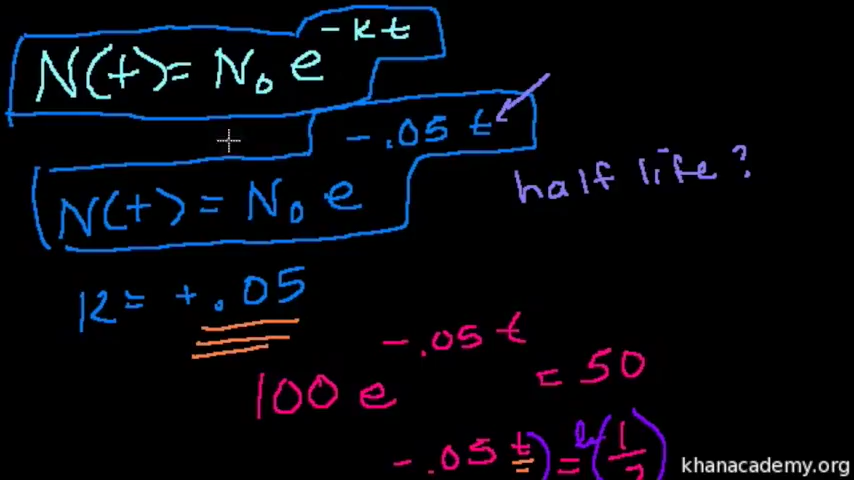 N(t) = N₀ e^{-kt}
N(t) = N₀ e^{-.05 t}
half life?
k = + .05
100 e^{-.05 t} = 50
-.05 t) = ln(1/2)
khanacademy.org